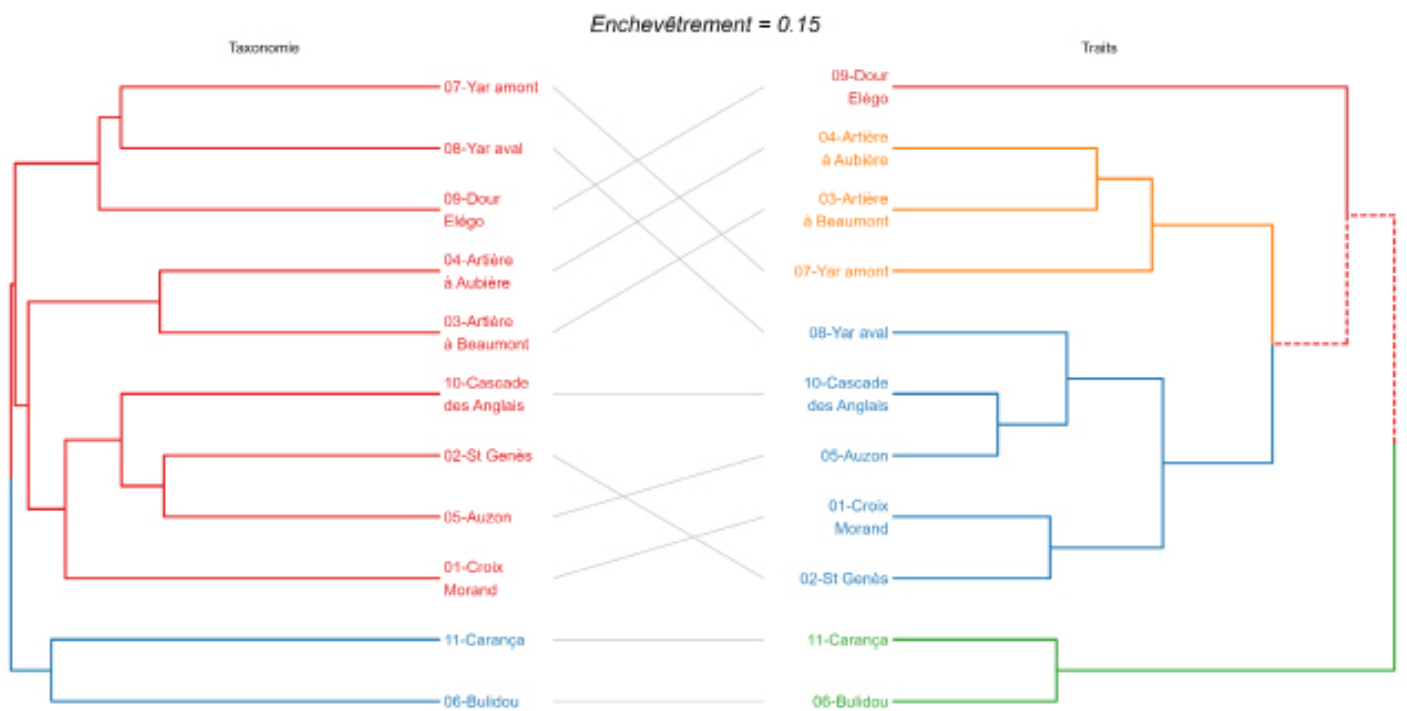 Enchevêtrement = 0.15
Taxonomie
07-Yar amont
08-Yar aval
09-Dour
Elégo
04-Artière
à Aubière
03-Artière
à Beaumont
10-Cascade
des Anglais
02-St Genès
05-Auzon
01-Croix
Morand
11-Carança
06-Bulidou
Traits
09-Dour
Elégo
04-Artière
à Aubière
03-Artière
à Beaumont
07-Yar amont
08-Yar aval
10-Cascade
des Anglais
05-Auzon
01-Croix
Morand
02-St Genès
11-Carança
06-Bulidou